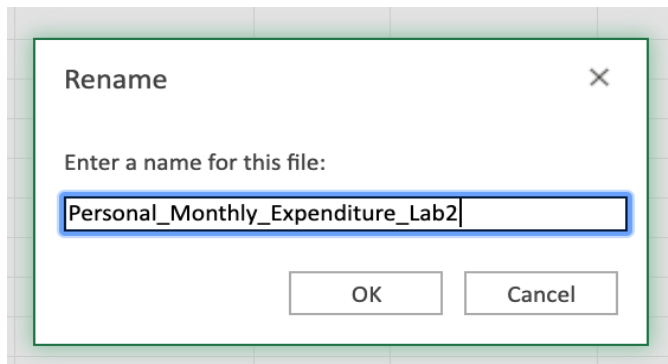 Rename
Enter a name for this file:
Personal_Monthly_Expenditure_Lab2
OK Cancel